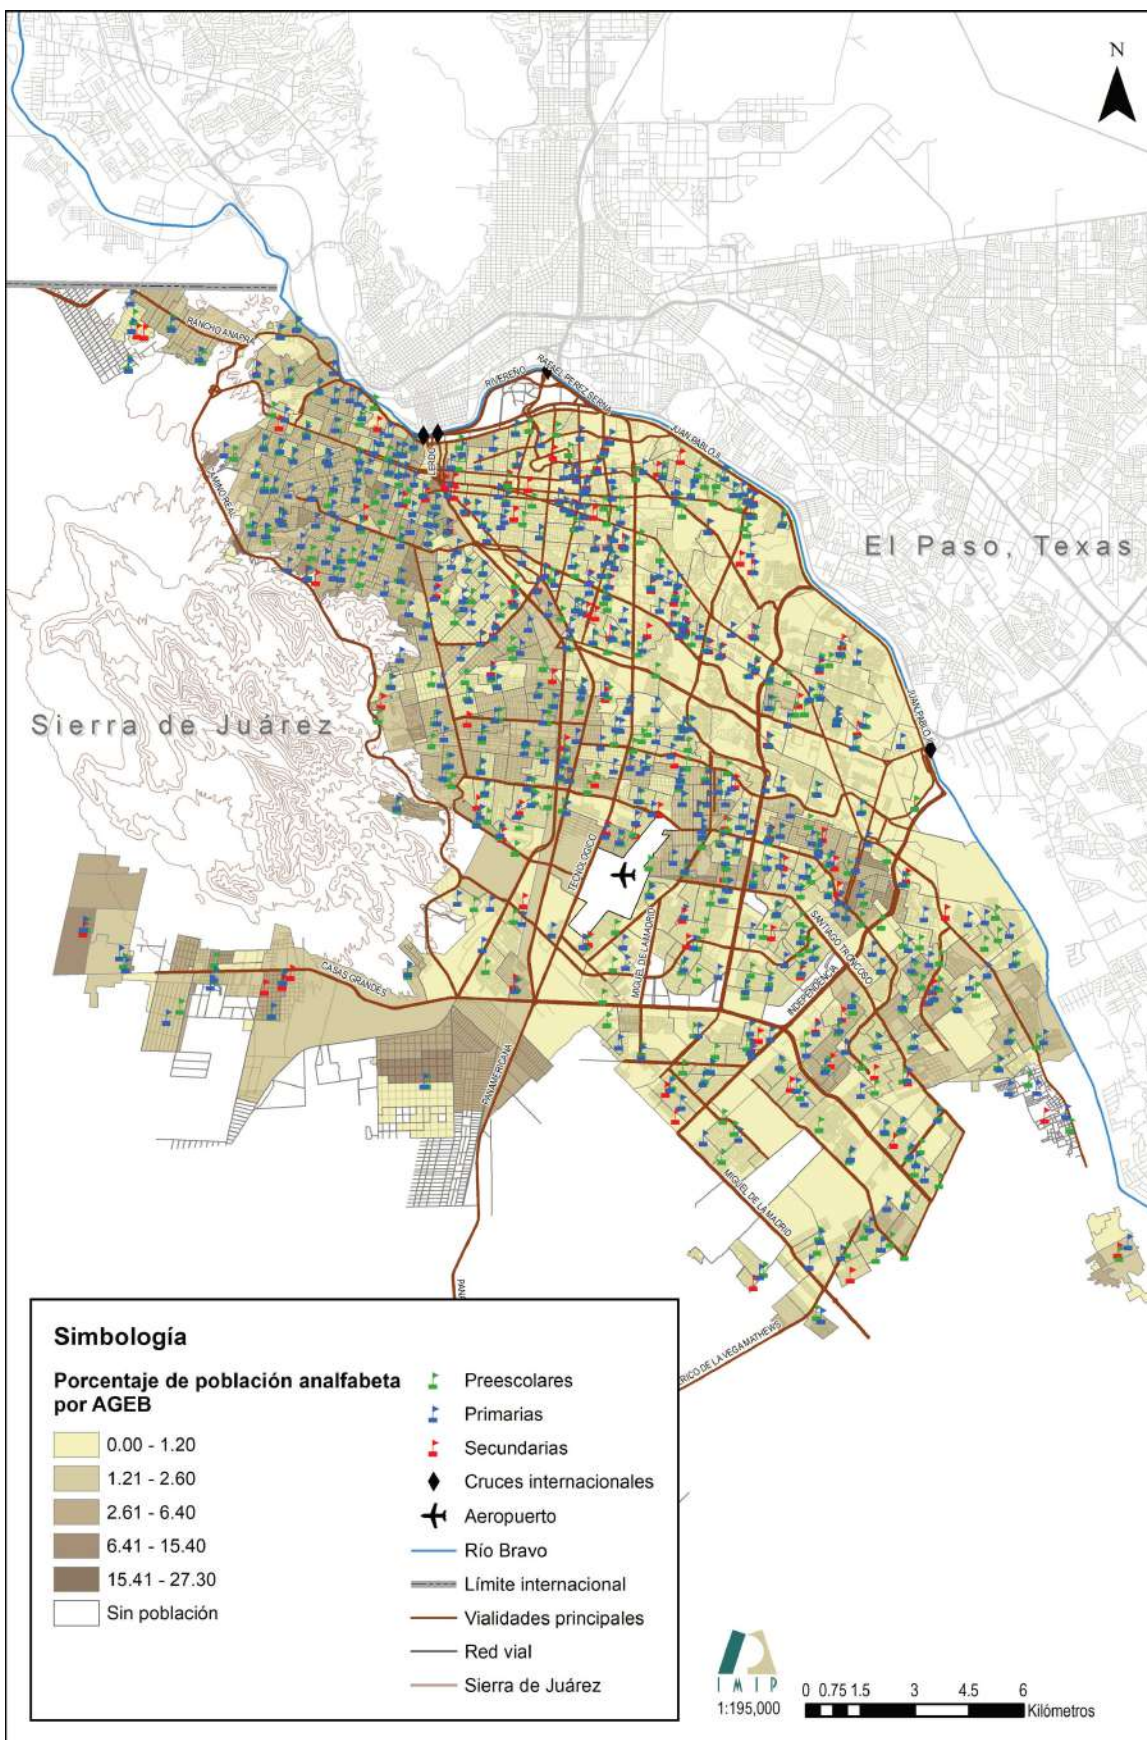 N
RANCHO ANAPRA
RIVEREÑO
RAFAEL PEREZ SERNA
JUAN PABLO II
LERDO
CAMINO REAL
El Paso, Texas
JUAN PABLO II
Sierra de Juárez
TECNOLOGICO
MIGUEL DE LA MADRID
SANTIAGO TRONCOSO
INDEPENDENCIA
CASAS GRANDES
PANAMERICANA
MIGUEL DE LA MADRID
RICO DE LA VEGA MATHEWS
Simbología
Porcentaje de población analfabeta
por AGEB
0.00 - 1.20
1.21 - 2.60
2.61 - 6.40
6.41 - 15.40
15.41 - 27.30
Sin población
Preescolares
Primarias
Secundarias
Cruces internacionales
Aeropuerto
Río Bravo
Límite internacional
Vialidades principales
Red vial
Sierra de Juárez
IMIP
1:195,000
0 0.75 1.5 3 4.5 6
Kilómetros